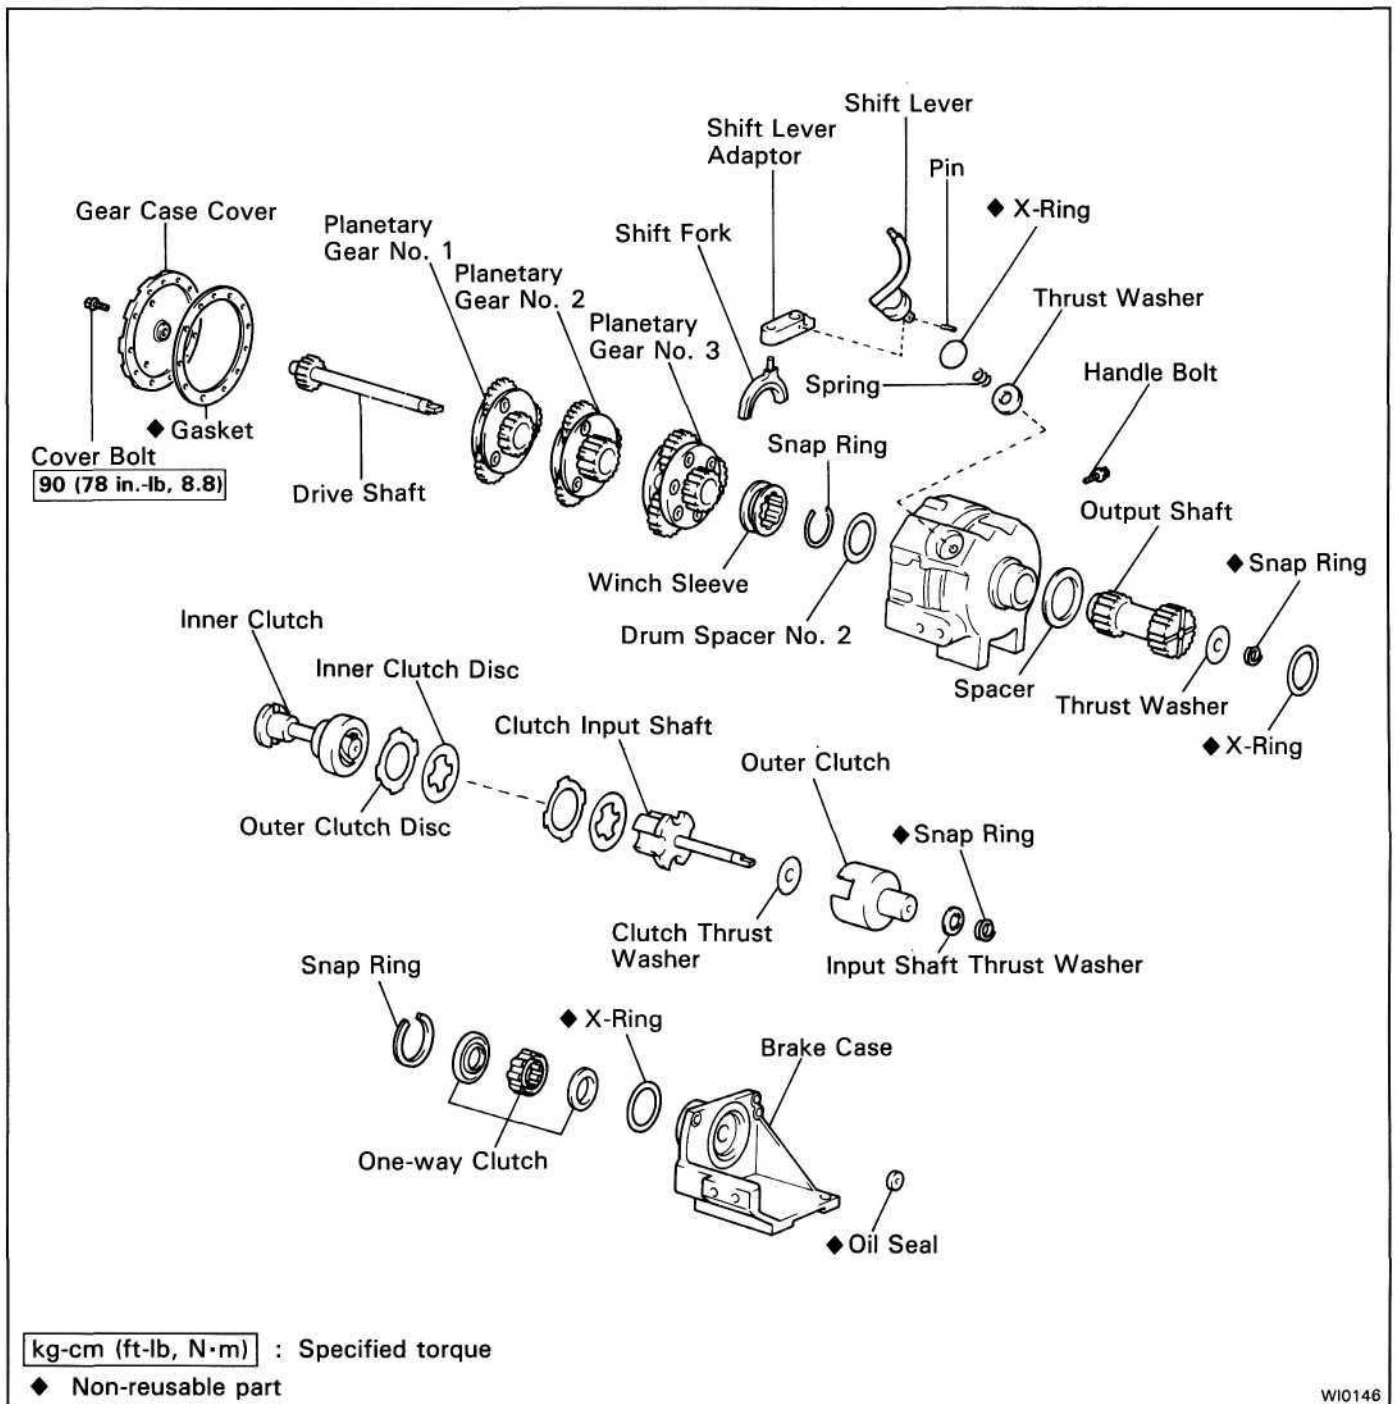 Shift Lever
Shift Lever
Adaptor
Pin
◆ X-Ring
Gear Case Cover
Planetary
Gear No. 1
Shift Fork
Planetary
Gear No. 2
Thrust Washer
Planetary
Gear No. 3
Spring
Handle Bolt
◆ Gasket
Snap Ring
Cover Bolt
90 (78 in.-lb, 8.8)
Drive Shaft
Output Shaft
◆ Snap Ring
Winch Sleeve
Drum Spacer No. 2
Inner Clutch
Inner Clutch Disc
Spacer
Thrust Washer
Clutch Input Shaft
◆ X-Ring
Outer Clutch
Outer Clutch Disc
◆ Snap Ring
Clutch Thrust
Washer
Input Shaft Thrust Washer
Snap Ring
◆ X-Ring
Brake Case
One-way Clutch
◆ Oil Seal
kg-cm (ft-lb, N·m) : Specified torque
◆ Non-reusable part
WI0146